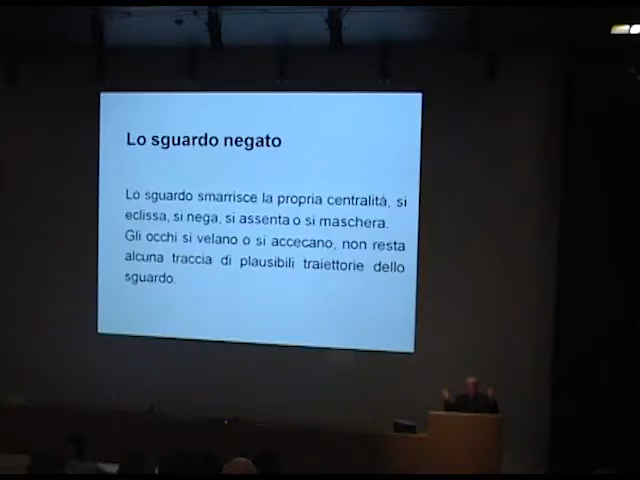 Lo sguardo negato
Lo sguardo smarrisce la propria centralità, si
eclissa, si nega, si assenta o si maschera.
Gli occhi si velano o si accecano, non resta
alcuna traccia di plausibili traiettorie dello
sguardo.